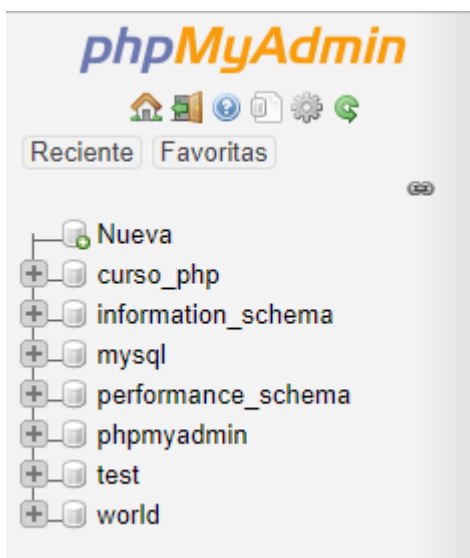 phpMyAdmin
Reciente Favoritas
Nueva
curso_php
information_schema
mysql
performance_schema
phpmyadmin
test
world